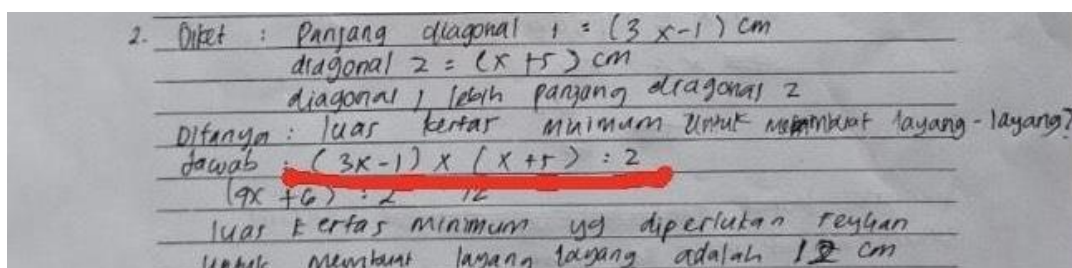 2. Diket : Panjang diagonal 1 = (3x-1) cm
diagonal 2 = (x+5) cm
diagonal 1 lebih panjang diagonal 2
Ditanya : luas kertas minimum untuk membuat layang-layang?
Jawab : (3x-1) x (x+5) : 2
(9x+6) : 2 12
luas kertas minimum yg diperlukan reyhan
untuk membuat layang layang adalah 12 cm